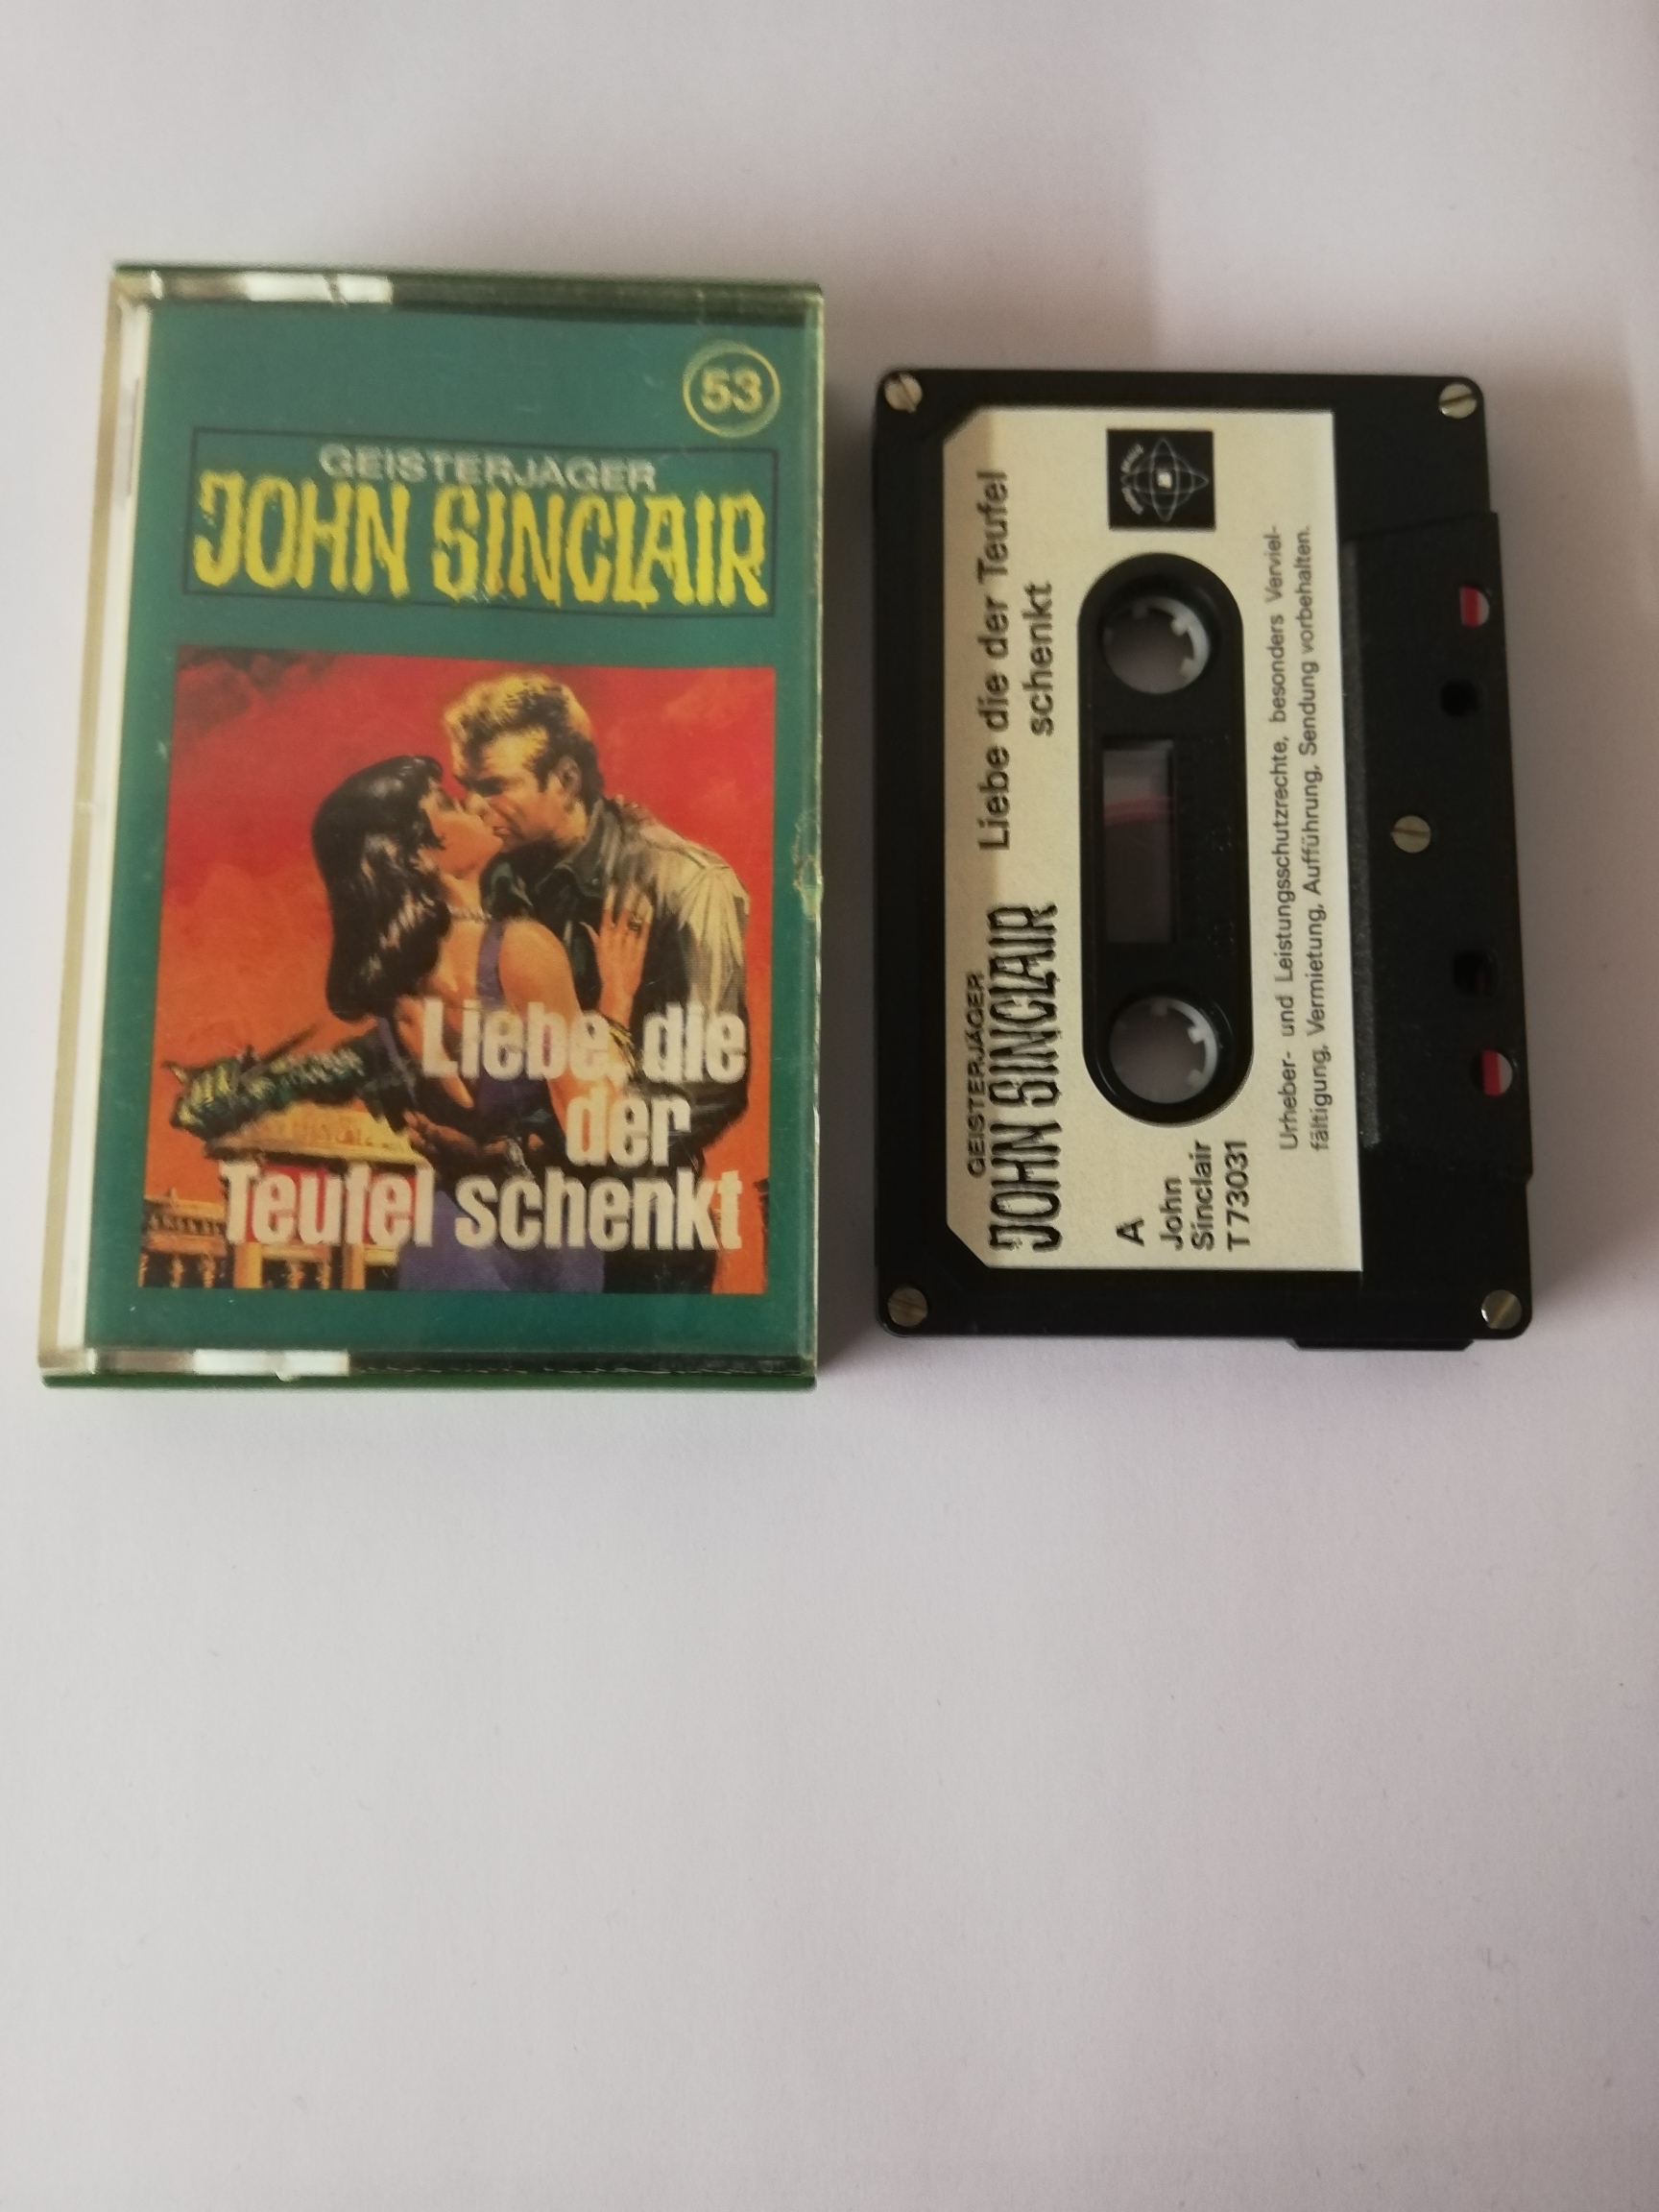 53
GEISTERJÄGER
JOHN SINCLAIR
Liebe, die
der
Teufel schenkt
GEISTERJÄGER
JOHN SINCLAIR
Liebe die der Teufel
schenkt
A
John
Sinclair
T 73031
Urheber- und Leistungsschutzrechte, besonders Verviel-
fältigung, Vermietung, Aufführung, Sendung vorbehalten.